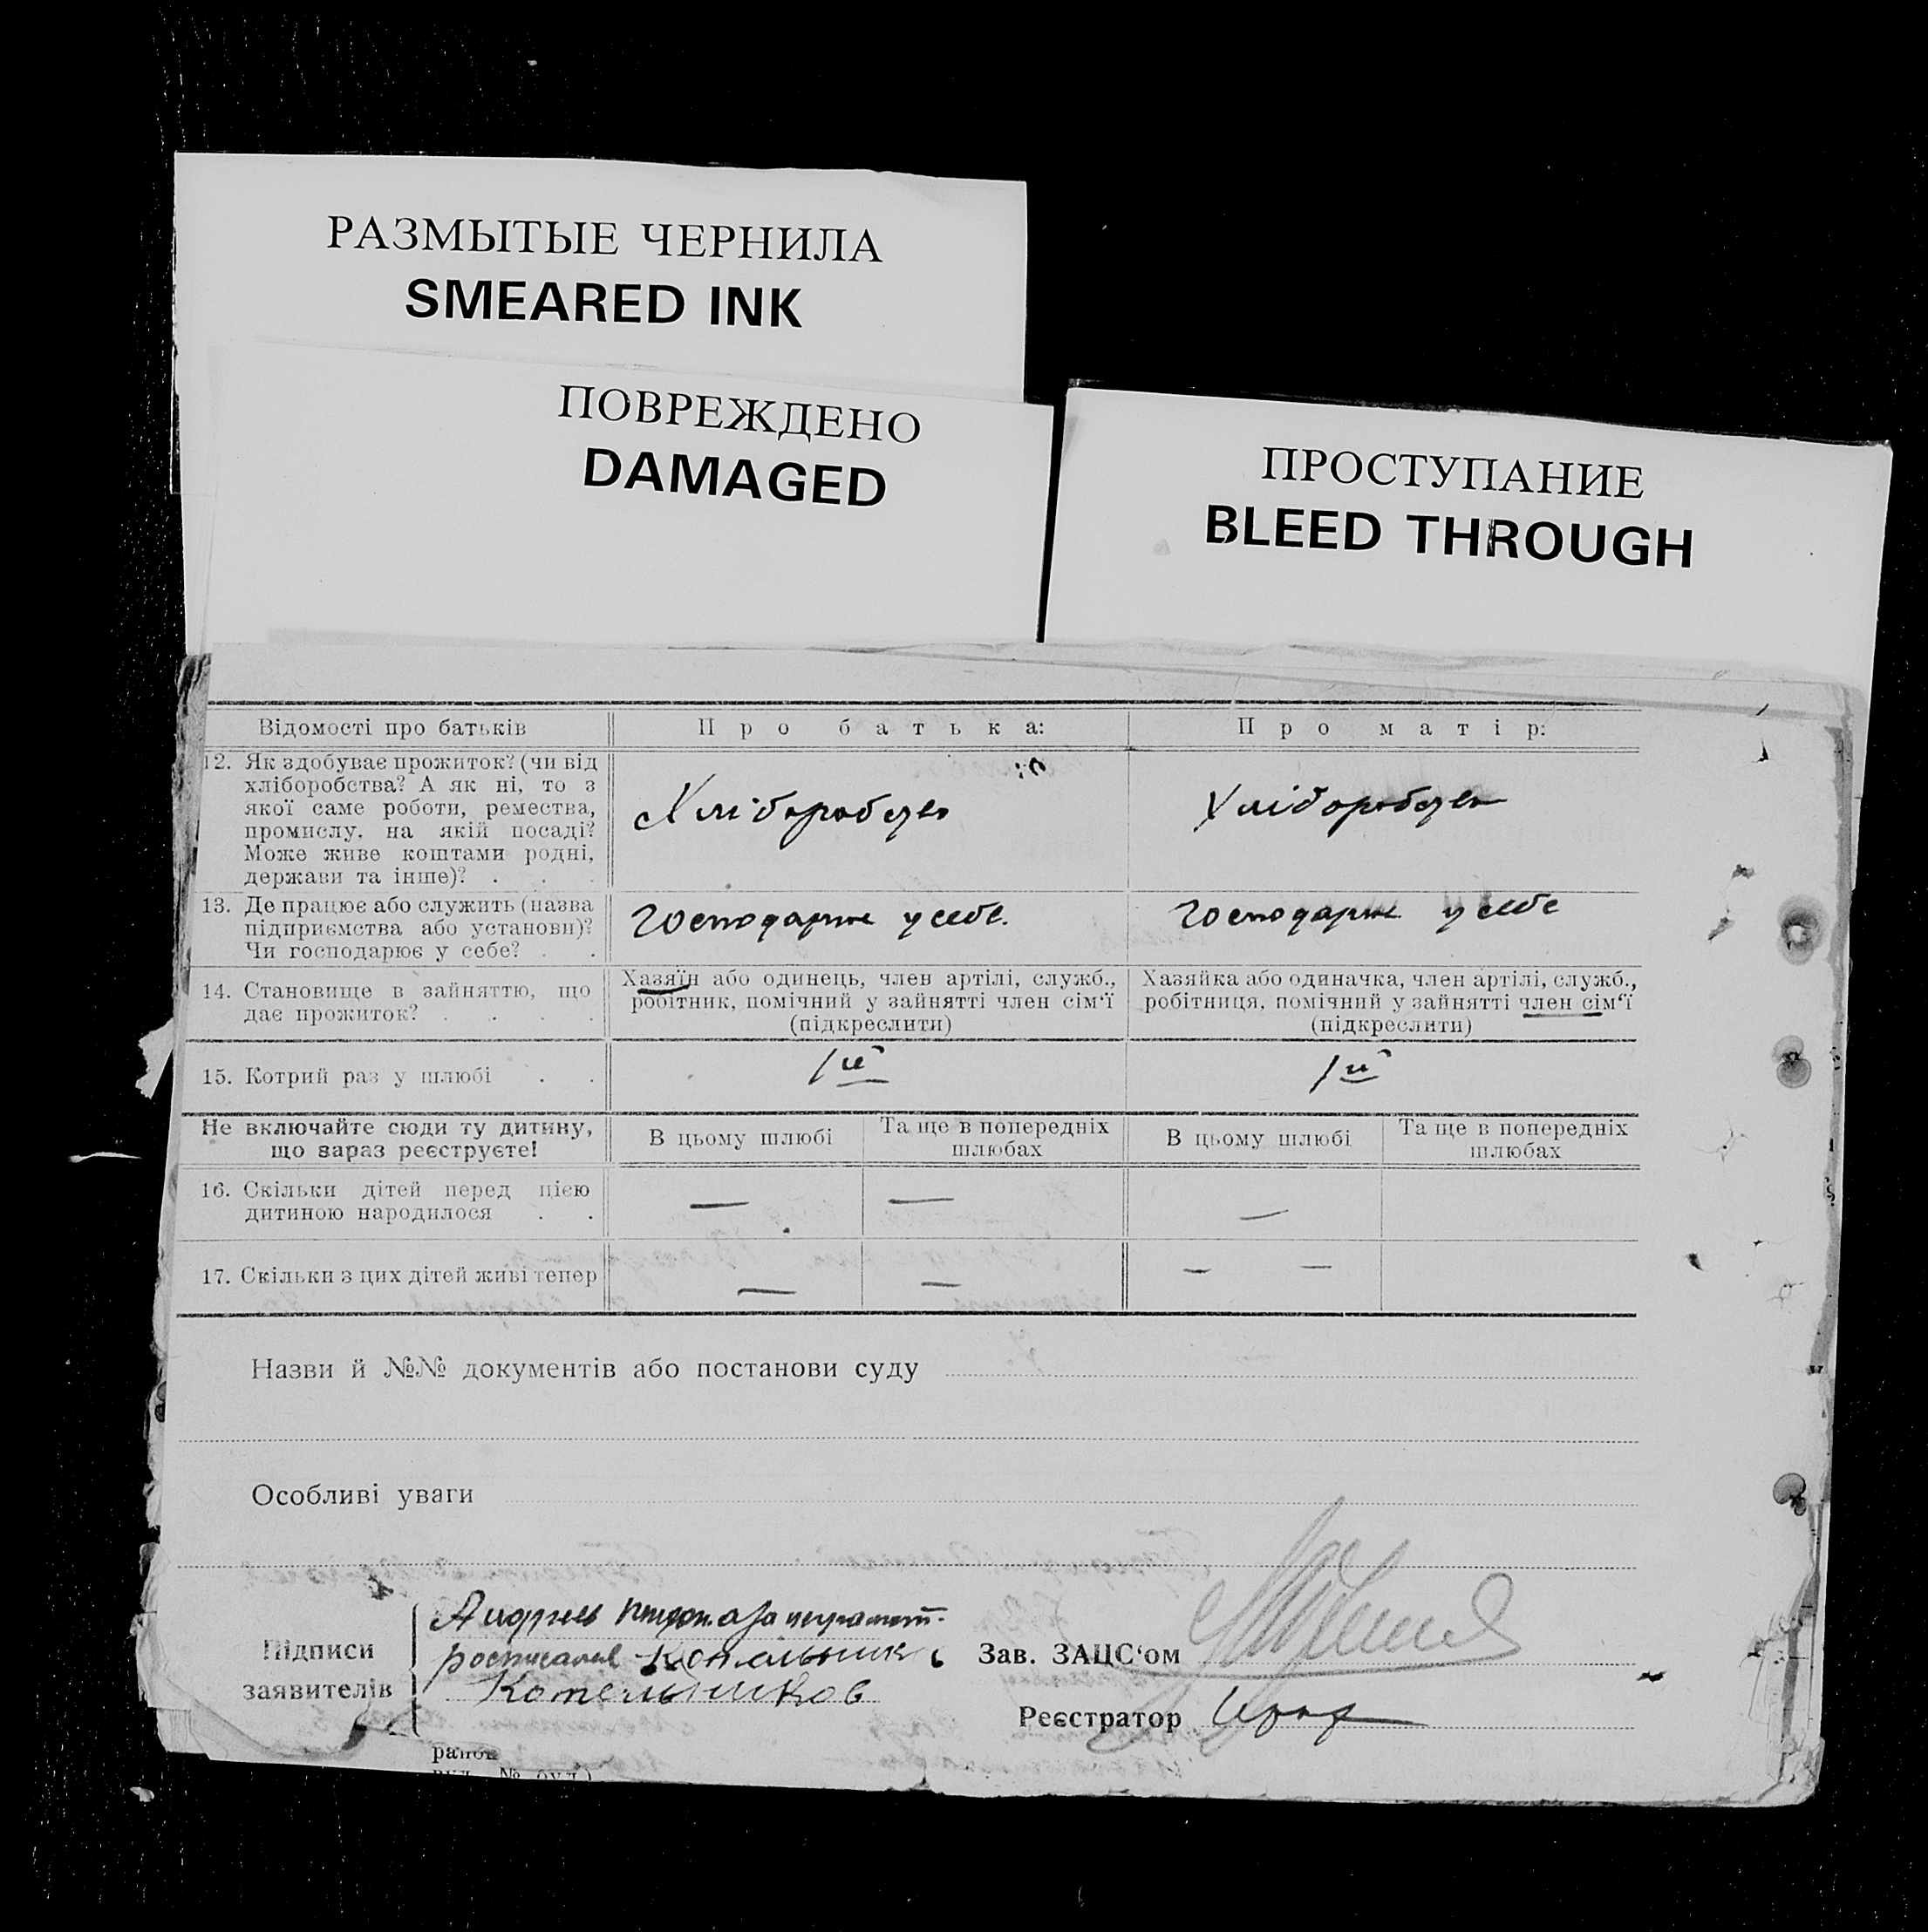 РАЗМЫТЫЕ ЧЕРНИЛА
SMEARED INK
ПОВРЕЖДЕНО
DAMAGED
ПРОСТУПАНИЕ
BLEED THROUGH
Відомості про батьків
Про батька:
Про матір:
12. Як здобуває прожиток? (чи від
хліборобства? А як ні, то з
якої саме роботи, ремества,
промислу, на якій посаді?
Може живе коштами родні,
держави та інше)? . . .
Хлібороб
Хлібороб
13. Де працює або служить (назва
підприємства або установи)?
Чи господарює у себе? . .
Господарює у себе.
Господарює у себе
14. Становище в зайняттю, що
дає прожиток? . . . .
Хазяїн або одинець, член артілі, служб.,
робітник, помічний у зайнятті член сім‘ї
(підкреслити)
Хазяйка або одиначка, член артілі, служб.,
робітниця, помічний у зайнятті член сім‘ї
(підкреслити)
15. Котрий раз у шлюбі . .
1й
1й
Не включайте сюди ту дитину,
що зараз реєструєте!
В цьому шлюбі
Та ще в попередніх
шлюбах
В цьому шлюбі
Та ще в попередніх
шлюбах
16. Скільки дітей перед цією
дитиною народилося . .
— — —
17. Скільки з цих дітей живі тепер
— — — —
Назви й №№ документів або постанови суду
Особливі уваги
Підписи
заявителів
Котельников
Зав. ЗАЦС‘ом
Реєстратор